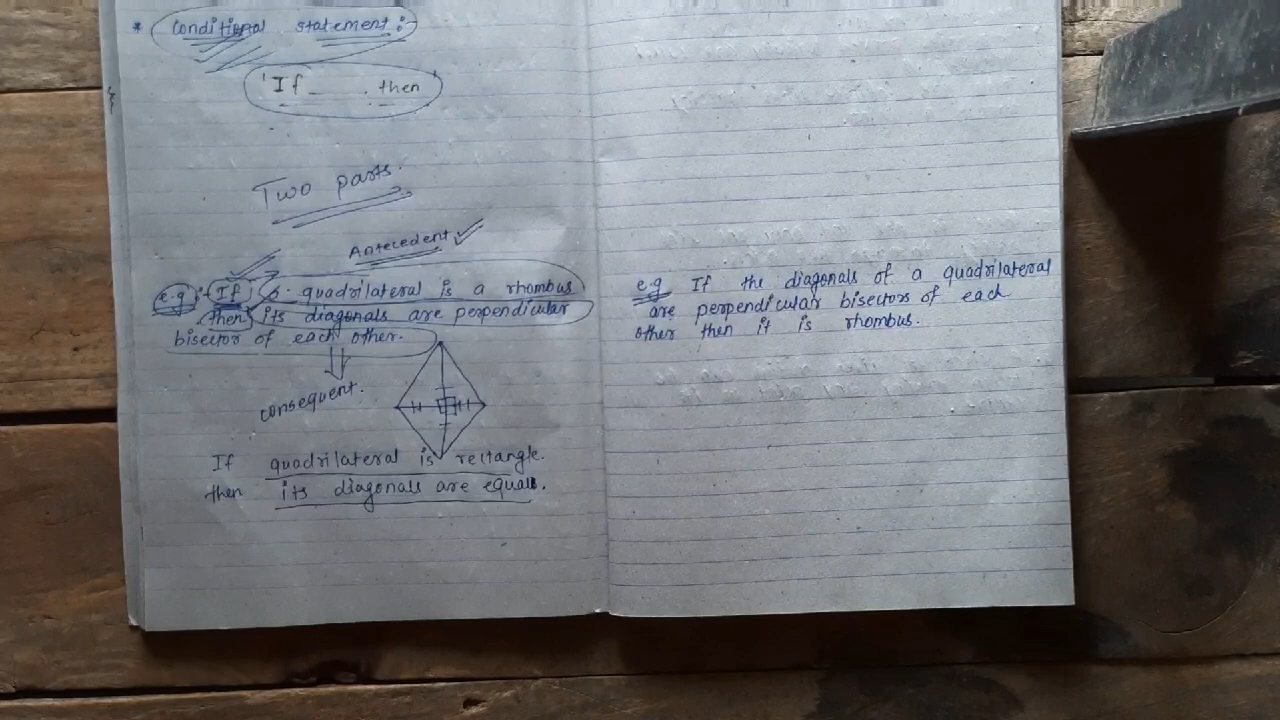 * Conditional statement :-
'If _ . then'
Two parts.
Antecedent ✓
e.g :- If a quadrilateral is a rhombus
then its diagonals are perpendicular
bisector of each other.
consequent.
If quadrilateral is rectangle.
then its diagonals are equal.
e.g If the diagonals of a quadrilateral
are perpendicular bisectors of each
other then it is rhombus.